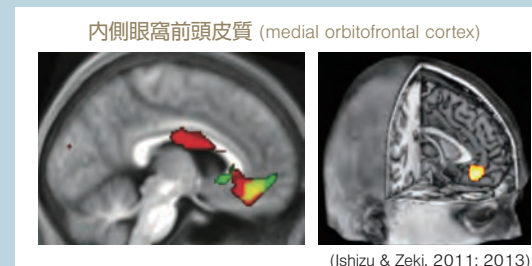 内側眼窩前頭皮質 (medial orbitofrontal cortex)
(Ishizu & Zeki, 2011; 2013)